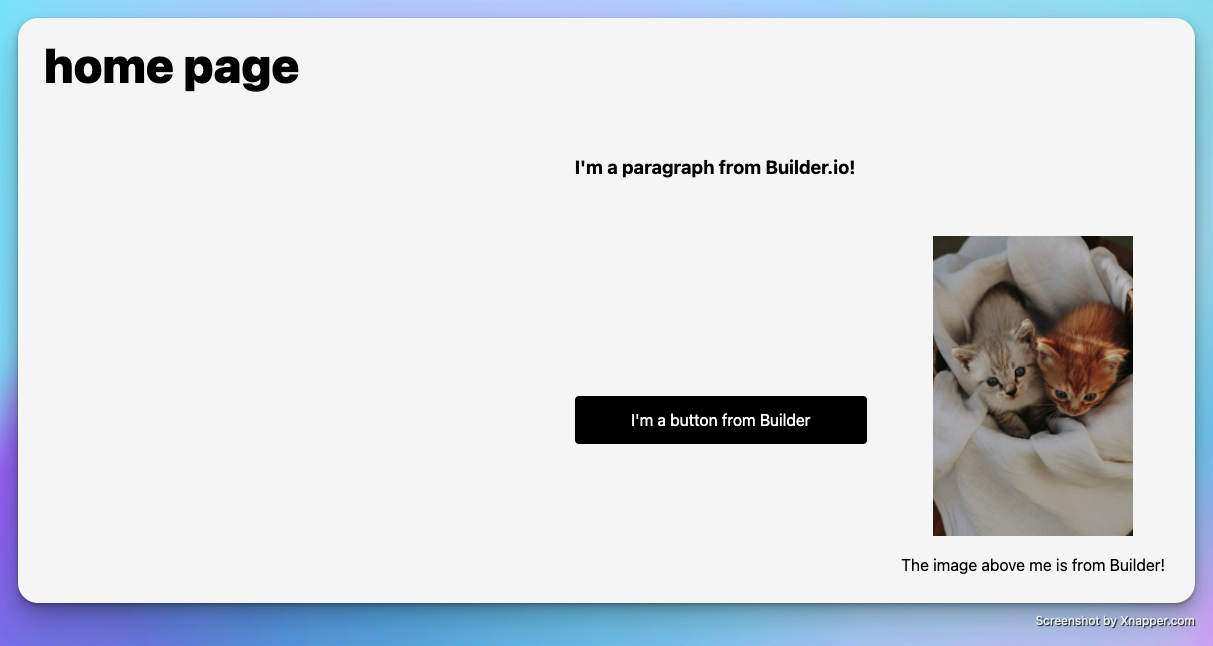 home page
I'm a paragraph from Builder.io!
I'm a button from Builder
The image above me is from Builder!
Screenshot by Xnapper.com